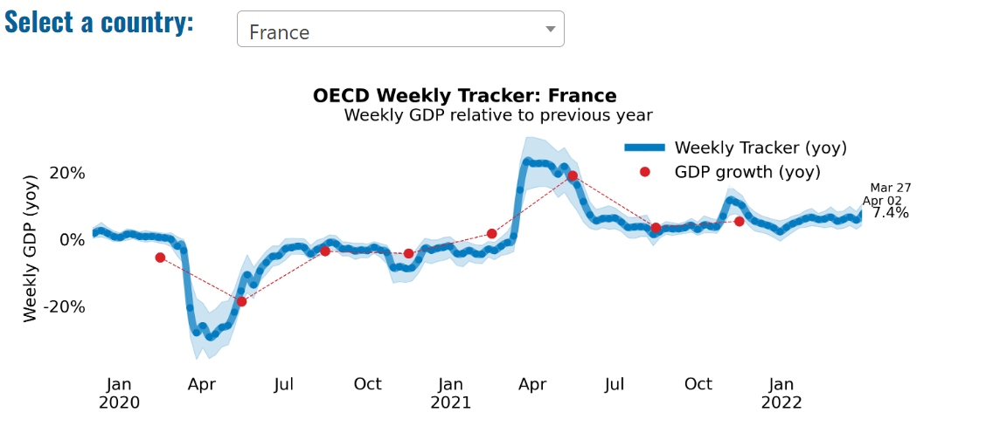 Select a country:
France
OECD Weekly Tracker: France
Weekly GDP relative to previous year
Weekly Tracker (yoy)
GDP growth (yoy)
Mar 27
Apr 02
7.4%
Weekly GDP (yoy)
20%
0%
-20%
Jan Apr Jul Oct Jan Apr Jul Oct Jan
2020 2021 2022